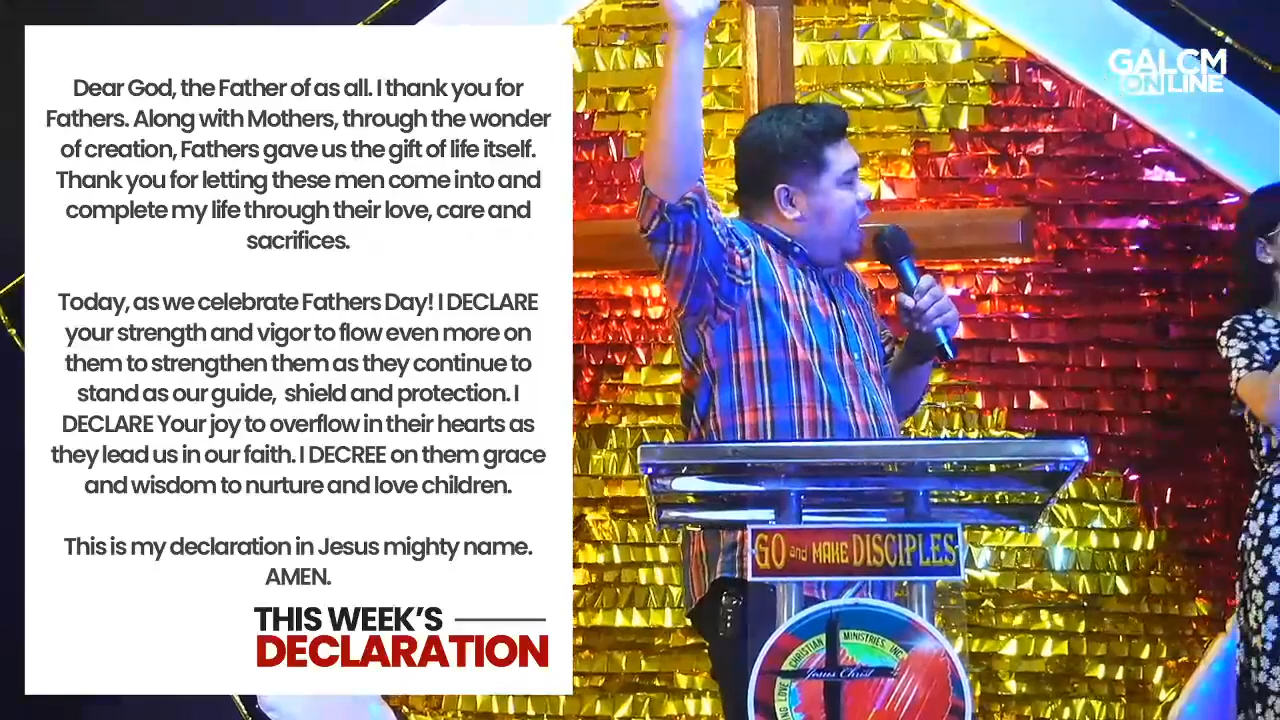 Dear God, the Father of as all. I thank you for
Fathers. Along with Mothers, through the wonder
of creation, Fathers gave us the gift of life itself.
Thank you for letting these men come into and
complete my life through their love, care and
sacrifices.
Today, as we celebrate Fathers Day! I DECLARE
your strength and vigor to flow even more on
them to strengthen them as they continue to
stand as our guide,  shield and protection. I
DECLARE Your joy to overflow in their hearts as
they lead us in our faith. I DECREE on them grace
and wisdom to nurture and love children.
This is my declaration in Jesus mighty name.
AMEN.
THIS WEEK'S
DECLARATION
GALCM
ONLINE
GO and MAKE DISCIPLES
LOVE CHRISTIAN MINISTRIES, INC.
Jesus Christ